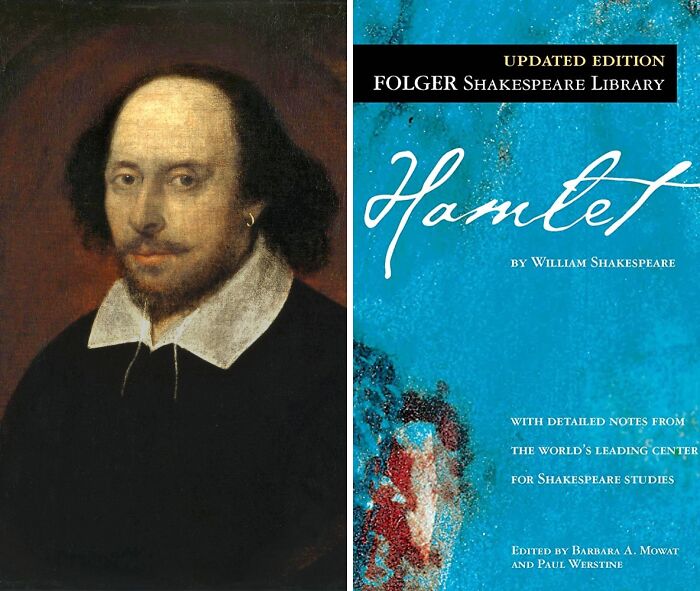 UPDATED EDITION
FOLGER SHAKESPEARE LIBRARY
Hamlet
BY WILLIAM SHAKESPEARE
WITH DETAILED NOTES FROM
THE WORLD'S LEADING CENTER
FOR SHAKESPEARE STUDIES
EDITED BY BARBARA A. MOWAT
AND PAUL WERSTINE